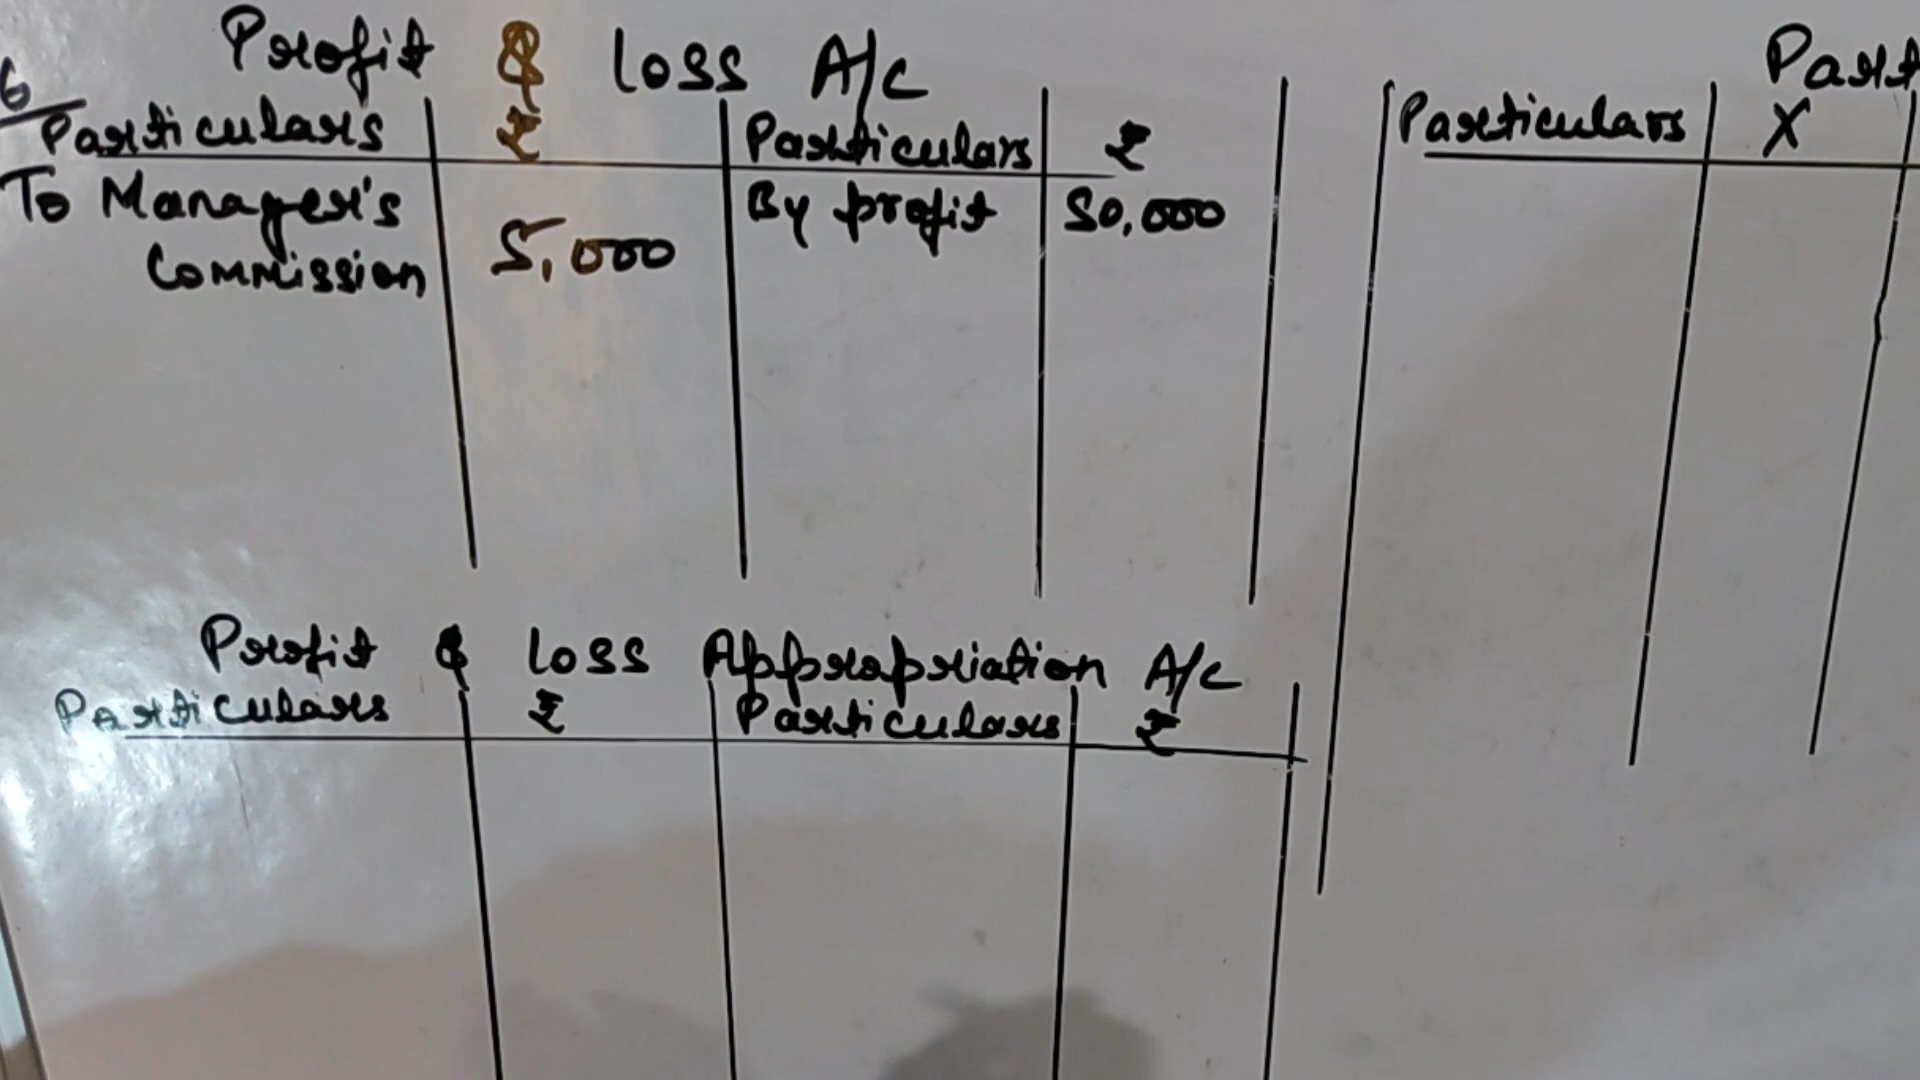 Profit & Loss A/c
6
Particulars ₹ Particulars ₹
To Manager's By profit 50,000
Commission 5,000
Profit & Loss Appropriation A/c
Particulars ₹ Particulars ₹
Part
Particulars X